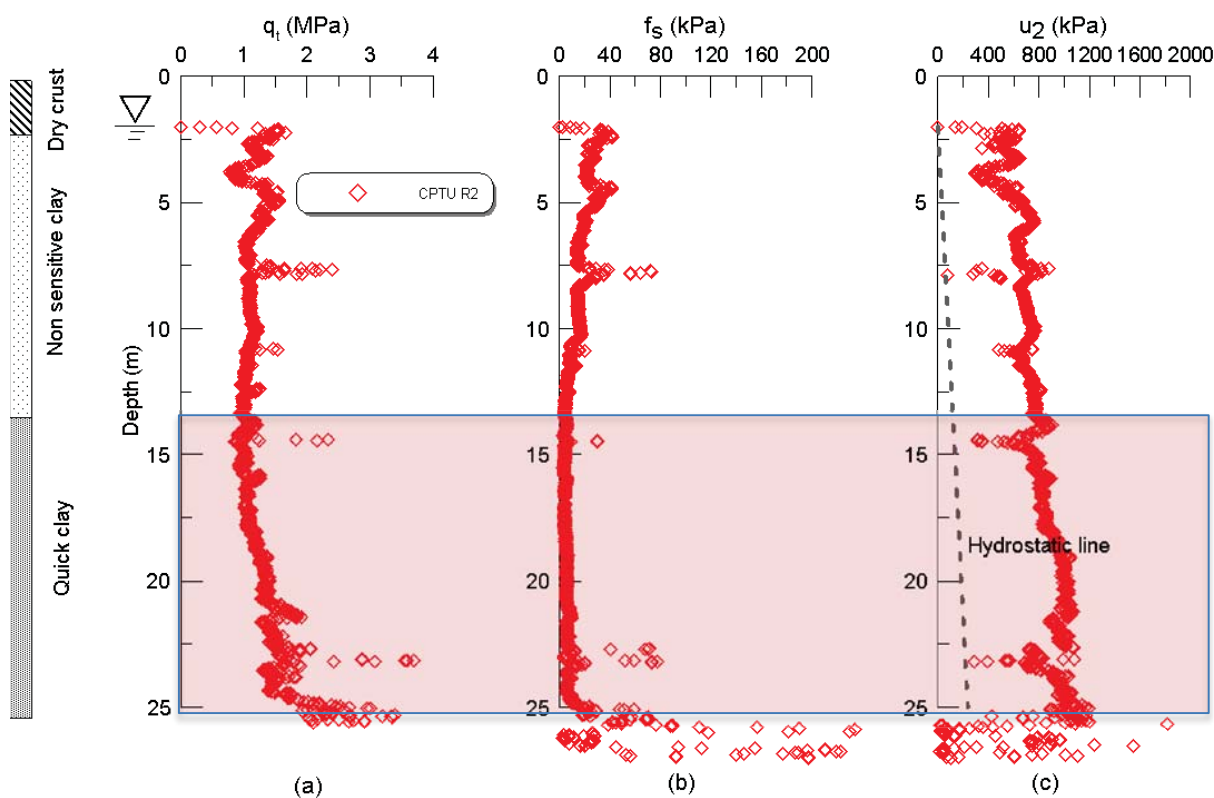 q_t (MPa)
f_s (kPa)
u_2 (kPa)
0 1 2 3 4
0 40 80 120 160 200
0 400 800 1200 1600 2000
0
5
10
15
20
25
0
5
10
15
20
25
0
5
10
15
20
25
Dry crust
Non sensitive clay
Quick clay
Depth (m)
CPTU R2
Hydrostatic line
(a)
(b)
(c)